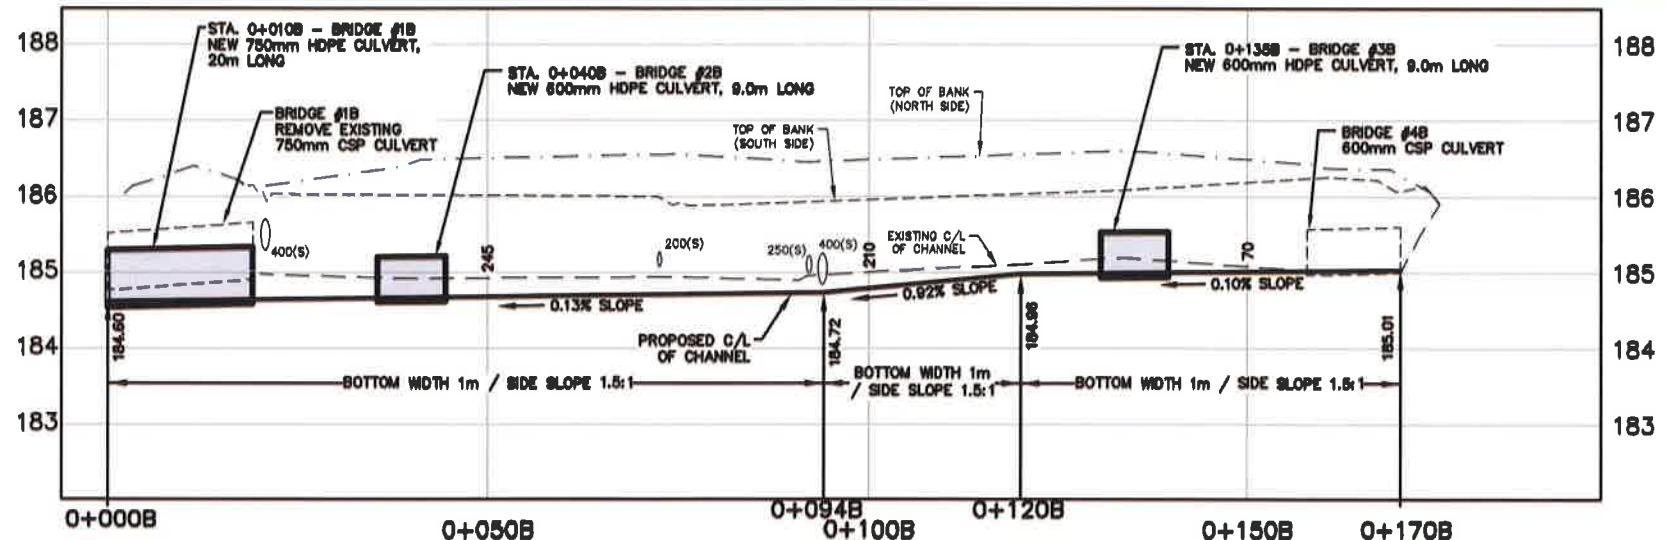 STA. 0+010B - BRIDGE #1B
NEW 750mm HDPE CULVERT,
20m LONG
BRIDGE #1B
REMOVE EXISTING
750mm CSP CULVERT
STA. 0+040B - BRIDGE #2B
NEW 600mm HDPE CULVERT, 9.0m LONG
TOP OF BANK
(SOUTH SIDE)
TOP OF BANK
(NORTH SIDE)
STA. 0+135B - BRIDGE #3B
NEW 600mm HDPE CULVERT, 9.0m LONG
BRIDGE #4B
600mm CSP CULVERT
188
187
186
185
184
183
188
187
186
185
184
183
400(S)
245
200(S)
250(S)
400(S)
210
EXISTING C/L
OF CHANNEL
70
0.13% SLOPE
0.92% SLOPE
0.10% SLOPE
PROPOSED C/L
OF CHANNEL
184.60
184.72
184.96
185.01
BOTTOM WIDTH 1m / SIDE SLOPE 1.5:1
BOTTOM WIDTH 1m
/ SIDE SLOPE 1.5:1
BOTTOM WIDTH 1m / SIDE SLOPE 1.5:1
0+000B
0+050B
0+094B
0+100B
0+120B
0+150B
0+170B